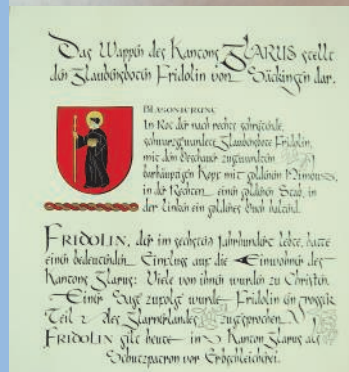 Das Wappen des Kantons GLARUS stellt
den Glaubensboten Fridolin von Säckingen dar.
BLASONIERUNG
In Rot der nach rechts schreitende,
schwarzgewandete Glaubensbote Fridolin,
mit dem Beschauer zugewandtem
barhäuptigen Kopf mit goldenem Nimbus,
in der Rechten einen goldenen Stab, in
der Linken ein goldenes Buch haltend.
FRIDOLIN, der im sechsten Jahrhundert lebte, hatte
einen bedeutenden Einfluss auf die Einwohner des
Kantons Glarus: Viele von ihnen wurden zu Christen.
Einer Sage zufolge wurde Fridolin ein
Teil des Glarnerlandes zugesprochen.
FRIDOLIN gilt heute im Kanton Glarus als
Schutzpatron vor Erbschleicherei.